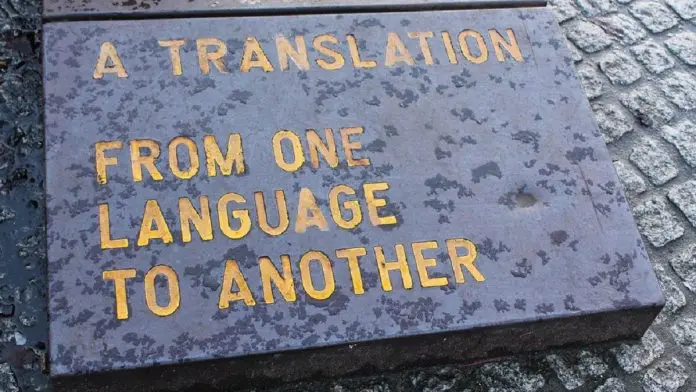 A TRANSLATION
FROM ONE
LANGUAGE
TO ANOTHER